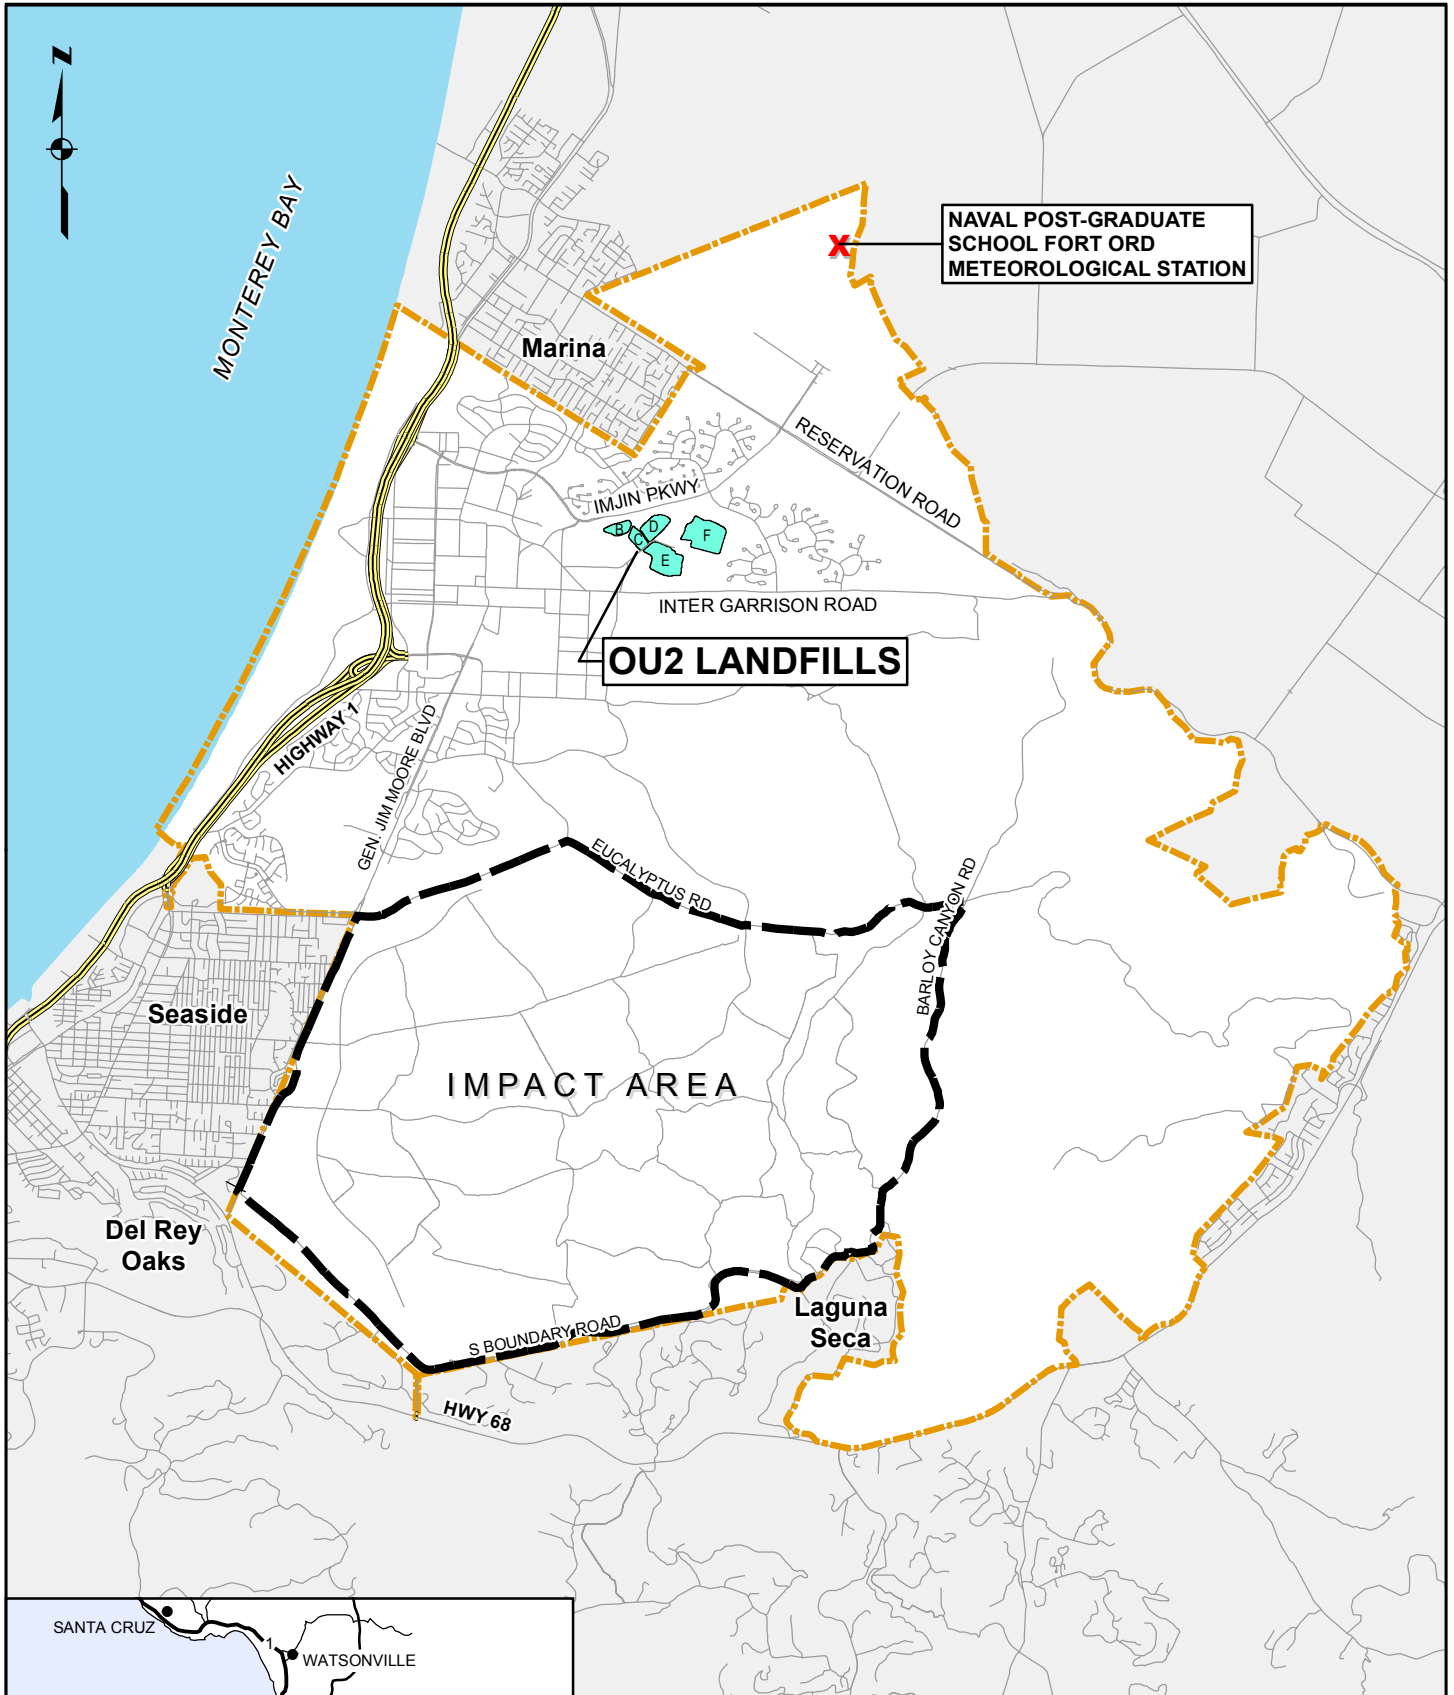 Z
NAVAL POST-GRADUATE
SCHOOL FORT ORD
METEOROLOGICAL STATION
X
MONTEREY BAY
Marina
RESERVATION ROAD
IMJIN PKWY
B
D
C
F
E
INTER GARRISON ROAD
OU2 LANDFILLS
HIGHWAY 1
GEN. JIM MOORE BLVD
EUCALYPTUS RD
BARLOY CANYON RD
Seaside
IMPACT AREA
Del Rey
Oaks
Laguna
Seca
S BOUNDARY ROAD
HWY 68
SANTA CRUZ
1
WATSONVILLE